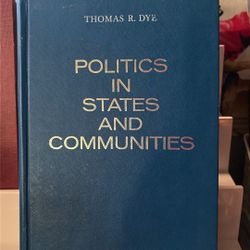 THOMAS R. DYE
POLITICS
IN
STATES
AND
COMMUNITIES